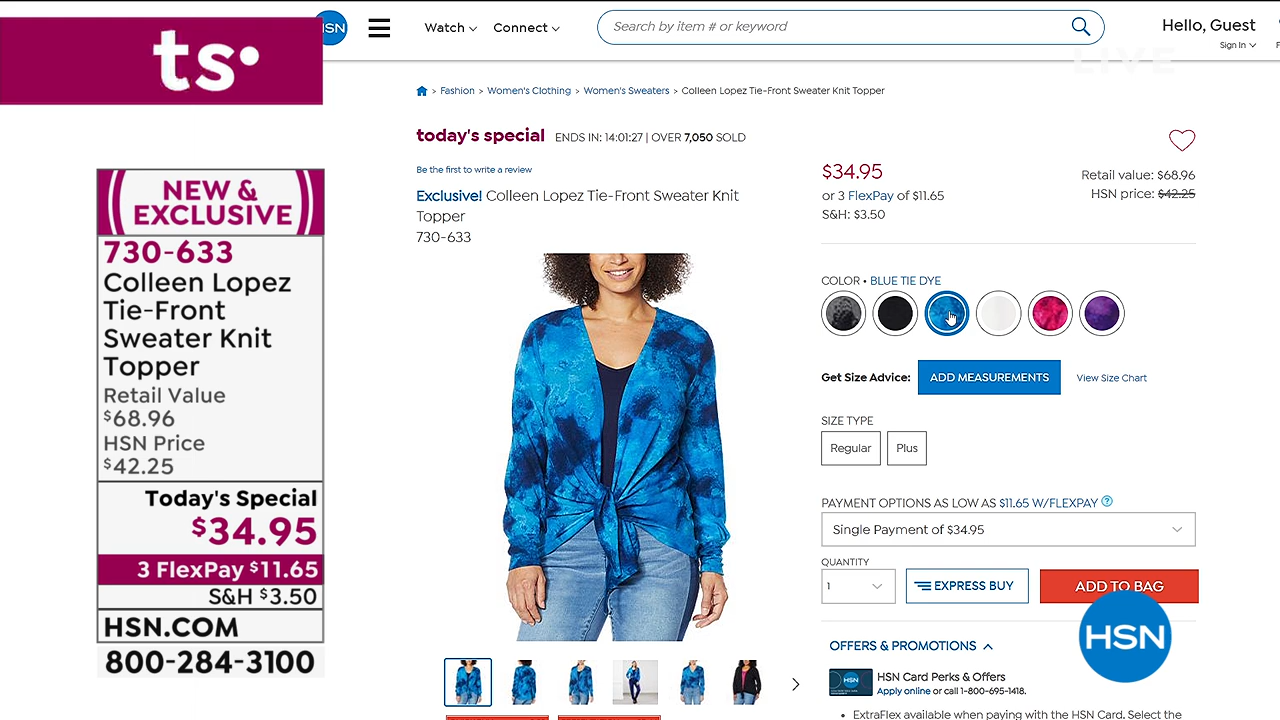 ts.
HSN
Watch
Connect
Search by item # or keyword
Hello, Guest
Sign In
LIVE
> Fashion > Women's Clothing > Women's Sweaters > Colleen Lopez Tie-Front Sweater Knit Topper
today's special ENDS IN: 14:01:27 | OVER 7,050 SOLD
Be the first to write a review
Exclusive! Colleen Lopez Tie-Front Sweater Knit
Topper
730-633
$34.95
or 3 FlexPay of $11.65
S&H: $3.50
Retail value: $68.96
HSN price: $42.25
NEW &
EXCLUSIVE
730-633
Colleen Lopez
Tie-Front
Sweater Knit
Topper
Retail Value
$68.96
HSN Price
$42.25
Today's Special
$34.95
3 FlexPay $11.65
S&H $3.50
HSN.COM
800-284-3100
COLOR • BLUE TIE DYE
Get Size Advice: ADD MEASUREMENTS View Size Chart
SIZE TYPE
Regular Plus
PAYMENT OPTIONS AS LOW AS $11.65 W/FLEXPAY ?
Single Payment of $34.95
QUANTITY
1
EXPRESS BUY
ADD TO BAG
HSN
OFFERS & PROMOTIONS
HSN
HSN Card Perks & Offers
Apply online or call 1-800-695-1418.
• ExtraFlex available when paying with the HSN Card. Select the